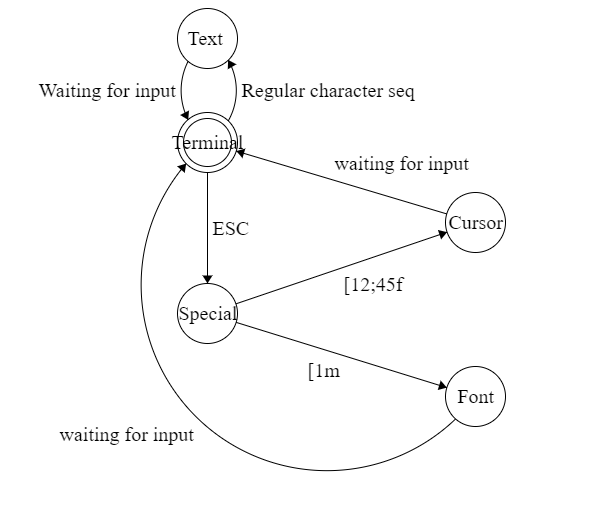 Text
Waiting for input
Regular character seq
Terminal
waiting for input
ESC
Cursor
[12;45f
Special
[1m
Font
waiting for input